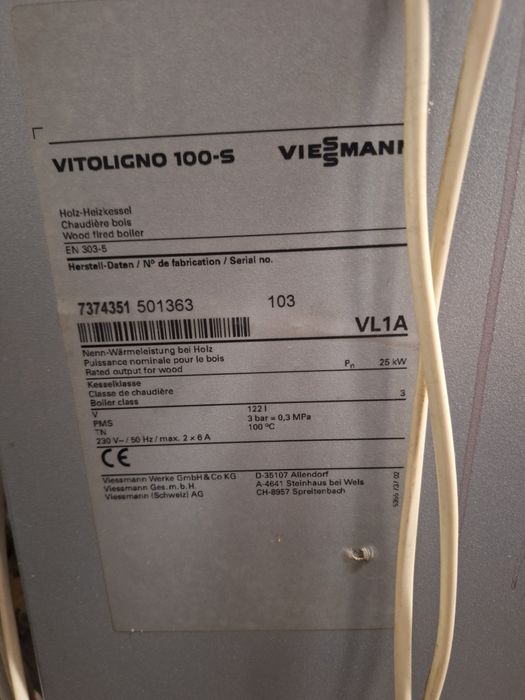 VITOLIGNO 100-S
VIESSMANN
Holz-Heizkessel
Chaudière bois
Wood fired boiler
EN 303-5
Herstell-Daten / N° de fabrication / Serial no.
7374351 501363 103
VL1A
Nenn-Wärmeleistung bei Holz
Puissance nominale pour le bois
Rated output for wood Pn 25 kW
Kesselklasse
Classe de chaudière
Boiler class 3
V 122 l
PMS 3 bar = 0,3 MPa
TN 100 °C
230 V~ / 50 Hz / max. 2 x 6 A
CE
Viessmann Werke GmbH & Co KG D-35107 Allendorf
Viessmann Ges. m. b. H. A-4641 Steinhaus bei Wels
Viessmann (Schweiz) AG CH-8957 Spreitenbach